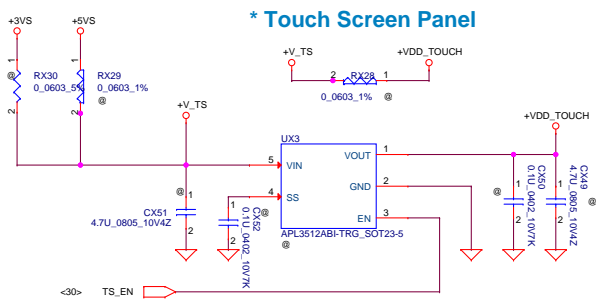 * Touch Screen Panel
+3VS
+5VS
1
@
RX30
0_0603_5%
2
1
RX29
0_0603_1%
@
2
+V_TS
2
RX28
1
0_0603_1%
@
+VDD_TOUCH
+V_TS
UX3
5
VIN
4
SS
VOUT
1
GND
2
EN
3
APL3512ABI-TRG_SOT23-5
@
+VDD_TOUCH
@
1
CX51
4.7U_0805_10V4Z
2
@
1
CX52
0.1U_0402_10V7K
2
@
1
CX50
0.1U_0402_10V7K
2
1
CX49
4.7U_0805_10V4Z
@
2
<30>
TS_EN